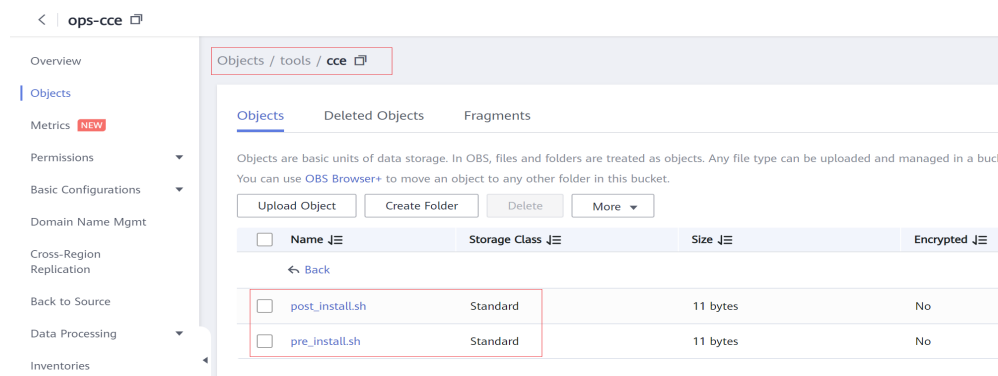 ops-cce
Overview
Objects
Metrics NEW
Permissions
Basic Configurations
Domain Name Mgmt
Cross-Region
Replication
Back to Source
Data Processing
Inventories
Objects / tools / cce
Objects Deleted Objects Fragments
Objects are basic units of data storage. In OBS, files and folders are treated as objects. Any file type can be uploaded and managed in a buc
You can use OBS Browser+ to move an object to any other folder in this bucket.
Upload Object Create Folder Delete More
Name Storage Class Size Encrypted
Back
post_install.sh Standard 11 bytes No
pre_install.sh Standard 11 bytes No